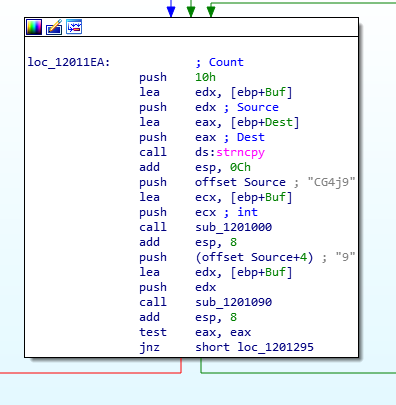 loc_12011EA: ; Count
push 10h
lea edx, [ebp+Buf]
push edx ; Source
lea eax, [ebp+Dest]
push eax ; Dest
call ds:strncpy
add esp, 0Ch
push offset Source ; "CG4j9"
lea ecx, [ebp+Buf]
push ecx ; int
call sub_1201000
add esp, 8
push (offset Source+4) ; "9"
lea edx, [ebp+Buf]
push edx
call sub_1201090
add esp, 8
test eax, eax
jnz short loc_1201295